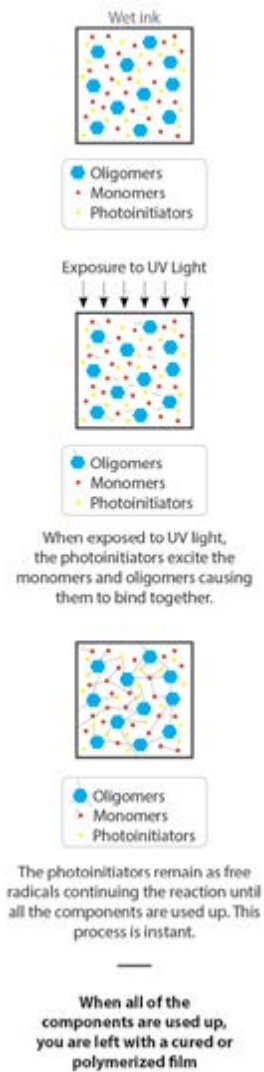 Wet ink
Oligomers
Monomers
Photoinitiators
Exposure to UV Light
Oligomers
Monomers
Photoinitiators
When exposed to UV light,
the photoinitiators excite the
monomers and oligomers causing
them to bind together.
Oligomers
Monomers
Photoinitiators
The photoinitiators remain as free
radicals continuing the reaction until
all the components are used up. This
process is instant.
When all of the
components are used up,
you are left with a cured or
polymerized film